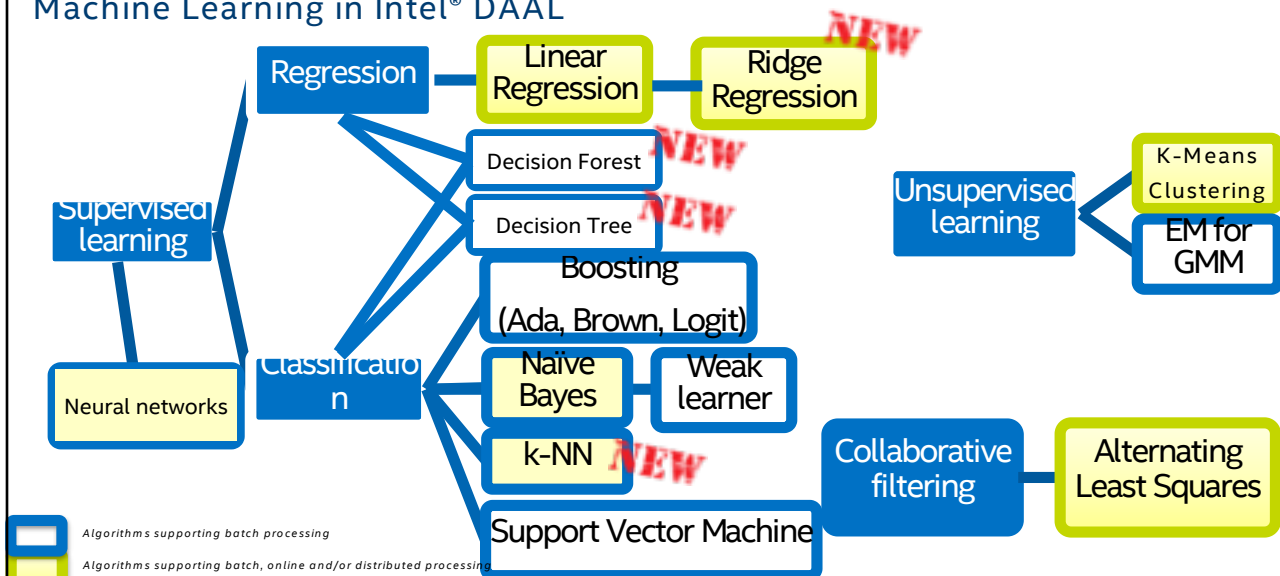 Machine Learning in Intel® DAAL
NEW
Regression
Linear
Regression
Ridge
Regression
Decision Forest
NEW
Decision Tree
NEW
Supervised
learning
Unsupervised
learning
K-Means
Clustering
EM for
GMM
Boosting
(Ada, Brown, Logit)
Classificatio
n
Naïve
Bayes
Weak
learner
Neural networks
k-NN
NEW
Collaborative
filtering
Alternating
Least Squares
Support Vector Machine
Algorithms supporting batch processing
Algorithms supporting batch, online and/or distributed processing